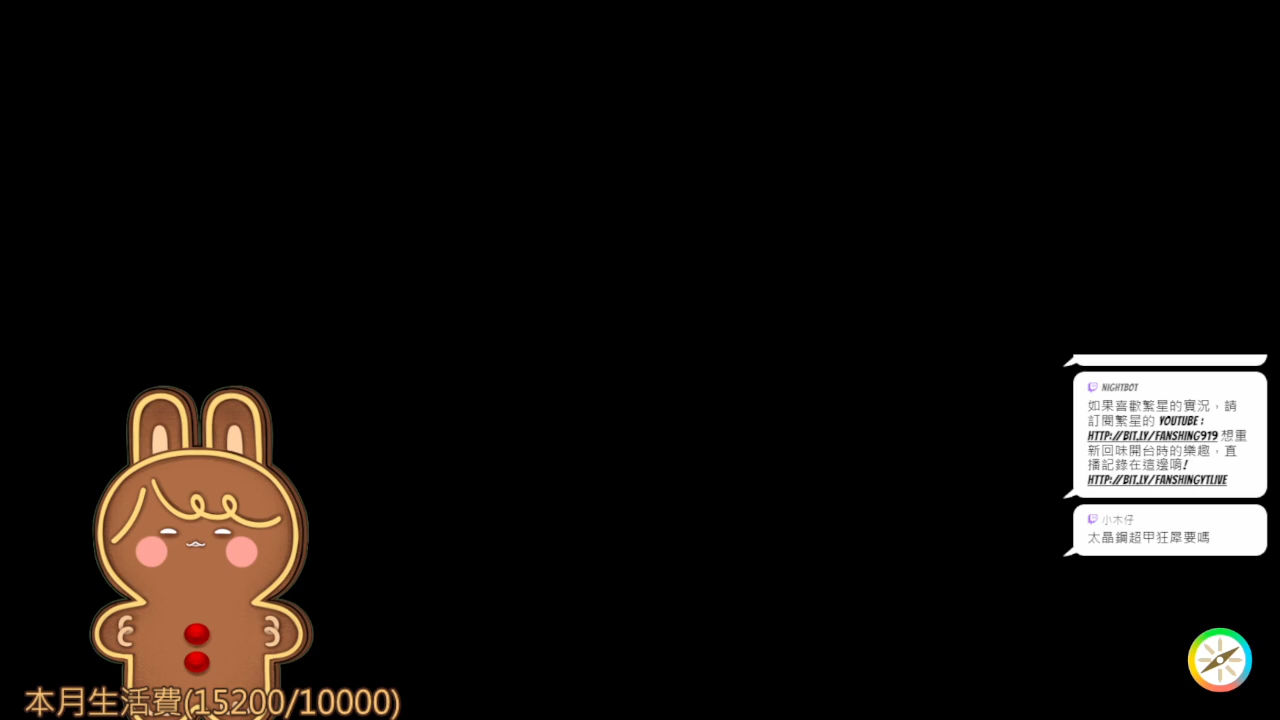 NIGHTBOT
如果喜歡繁星的實況，請
訂閱繁星的 YOUTUBE :
HTTP://BIT.LY/FANSHING919 想重
新回味開台時的樂趣，直
播記錄在這邊唷!
HTTP://BIT.LY/FANSHINGYTLIVE
小木仔
太晶鋼超甲狂犀要嗎
本月生活費(15200/10000)